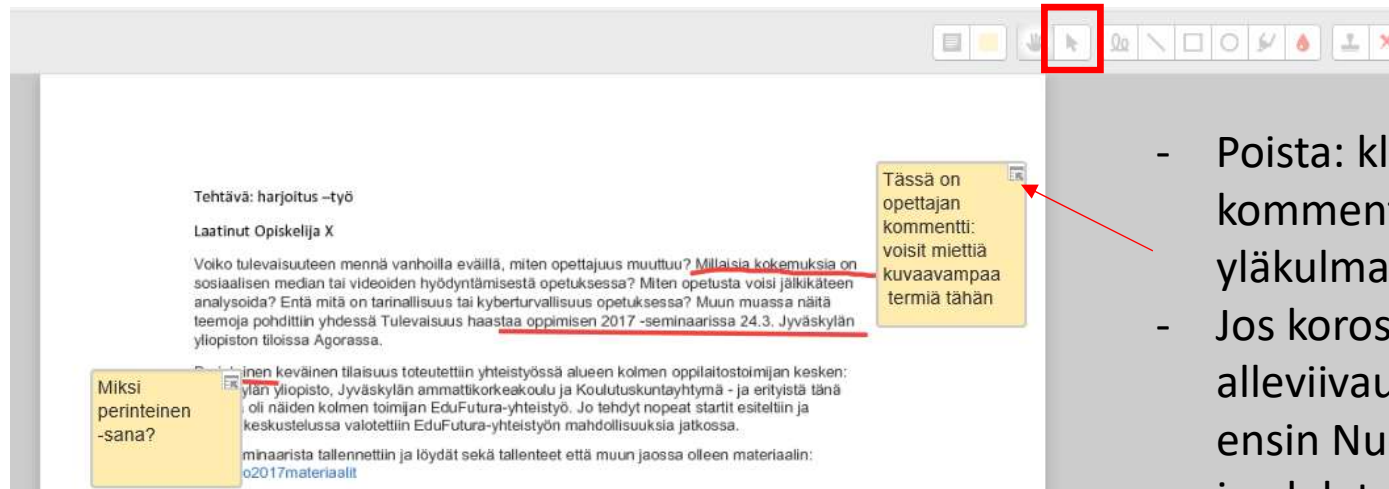 Tehtävä: harjoitus –työ
Laatinut Opiskelija X
Voiko tulevaisuuteen mennä vanhoilla eväillä, miten opettajuus muuttuu? Millaisia kokemuksia on
sosiaalisen median tai videoiden hyödyntämisestä opetuksessa? Miten opetusta voisi jälkikäteen
analysoida? Entä mitä on tarinallisuus tai kyberturvallisuus opetuksessa? Muun muassa näitä
teemoja pohdittiin yhdessä Tulevaisuus haastaa oppimisen 2017 -seminaarissa 24.3. Jyväskylän
yliopiston tiloissa Agorassa.
keväinen tilaisuus toteutettiin yhteistyössä alueen kolmen oppilaitostoimijan kesken:
yliopisto, Jyväskylän ammattikorkeakoulu ja Koulutuskuntayhtymä - ja erityistä tänä
oli näiden kolmen toimijan EduFutura-yhteistyö. Jo tehdyt nopeat startit esiteltiin ja
keskustelussa valotettiin EduFutura-yhteistyön mahdollisuuksia jatkossa.
minaarista tallennettiin ja löydät sekä tallenteet että muun jaossa olleen materiaalin:
o2017materiaalit
Miksi
perinteinen
-sana?
Tässä on
opettajan
kommentti:
voisit miettiä
kuvaavampaa
termiä tähän
- Poista: kl
kommen
yläkulma
- Jos koros
alleviivau
ensin Nu